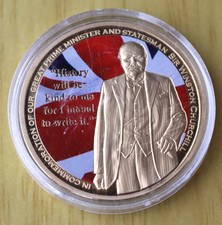 IN COMMEMORATION OF OUR GREAT PRIME MINISTER AND STATESMAN SIR WINSTON CHURCHILL
"History
will be
kind to me
for I intend
to write it."